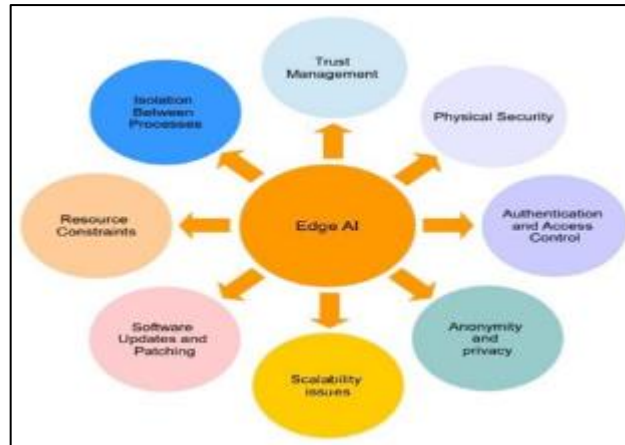 Trust
Management
Physical Security
Authentication
and Access
Control
Anonymity
and
privacy
Scalability
issues
Software
Updates and
Patching
Resource
Constraints
Isolation
Between
Processes
Edge AI